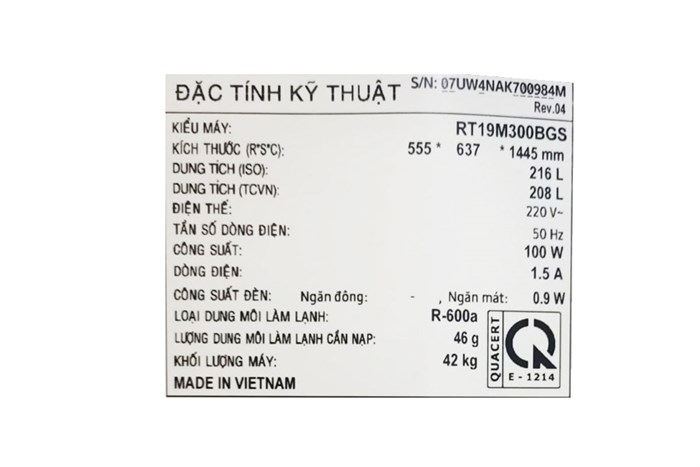 ĐẶC TÍNH KỸ THUẬT S/N: 07UW4NAK700984M
Rev.04
KIỂU MÁY: RT19M300BGS
KÍCH THƯỚC (R*S*C): 555 * 637 * 1445 mm
DUNG TÍCH (ISO): 216 L
DUNG TÍCH (TCVN): 208 L
ĐIỆN THẾ: 220 V~
TẦN SỐ DÒNG ĐIỆN: 50 Hz
CÔNG SUẤT: 100 W
DÒNG ĐIỆN: 1.5 A
CÔNG SUẤT ĐÈN: Ngăn đông: - , Ngăn mát: 0.9 W
LOẠI DUNG MÔI LÀM LẠNH: R-600a
LƯỢNG DUNG MÔI LÀM LẠNH CẦN NẠP: 46 g
KHỐI LƯỢNG MÁY: 42 kg
MADE IN VIETNAM
QUACERT
E - 1214